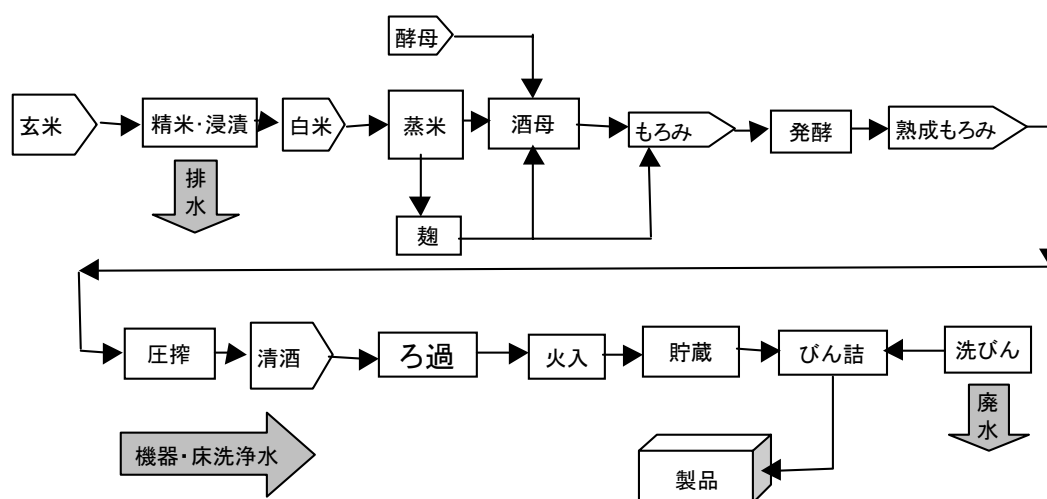 酵母
玄米
精米・浸漬
白米
蒸米
酒母
もろみ
発酵
熟成もろみ
排
水
麹
圧搾
清酒
ろ過
火入
貯蔵
びん詰
洗びん
廃
水
機器・床洗浄水
製品